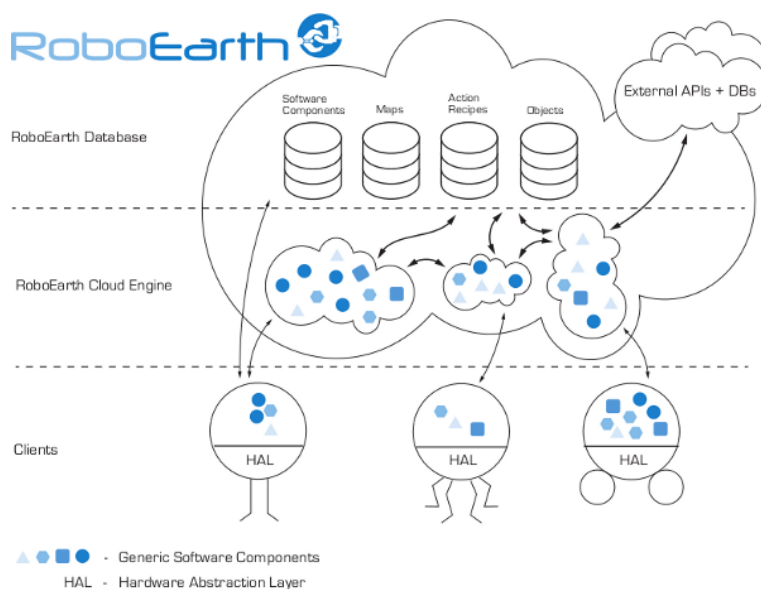 RoboEarth
Software
Components
Maps
Action
Recipes
Objects
External APIs + DBs
RoboEarth Database
RoboEarth Cloud Engine
Clients
HAL
HAL
HAL
- Generic Software Components
HAL - Hardware Abstraction Layer